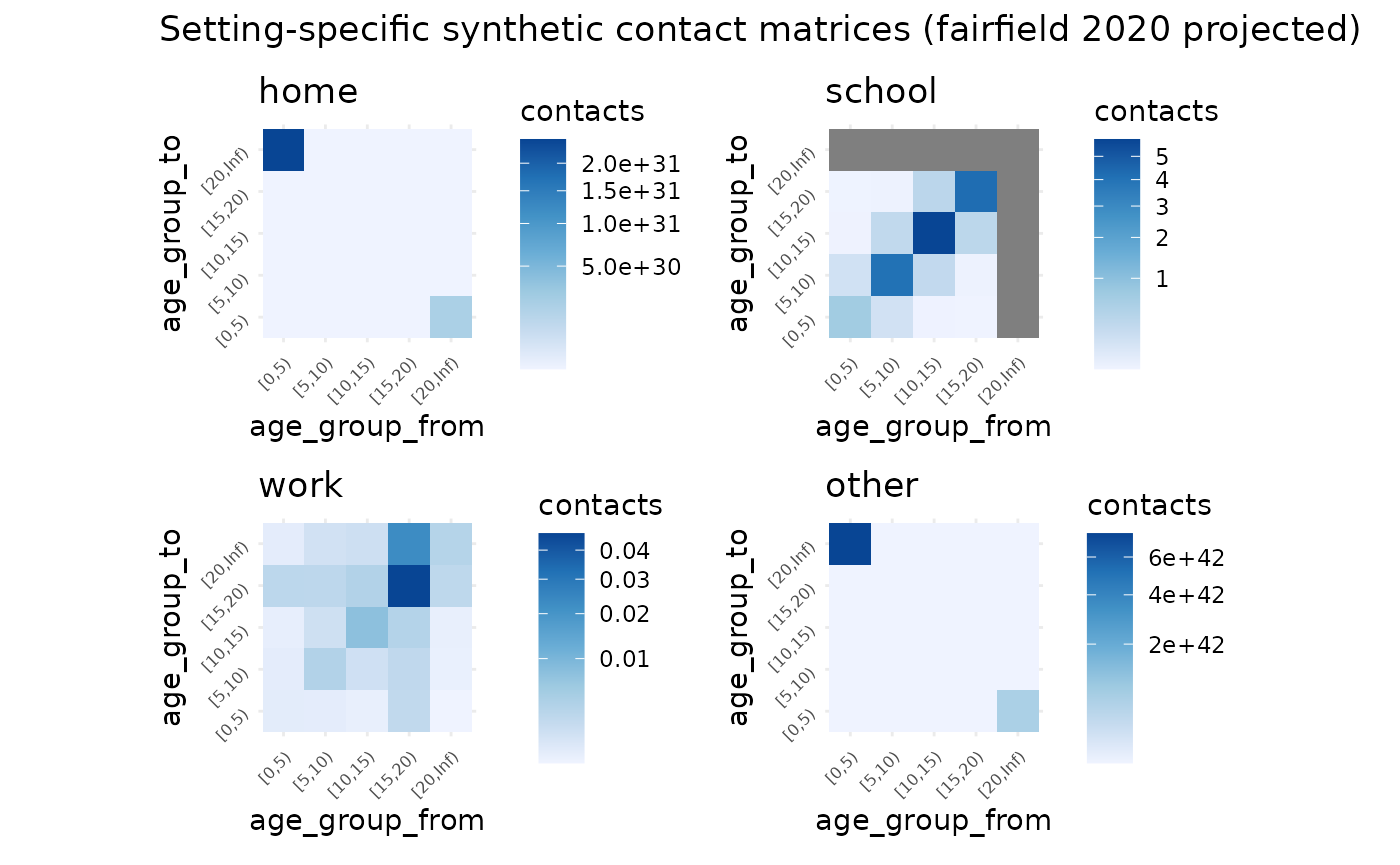 Setting-specific synthetic contact matrices (fairfield 2020 projected)
home
contacts
age_group_to
[20,Inf)
[15,20)
[10,15)
[5,10)
[0,5)
2.0e+31
1.5e+31
1.0e+31
5.0e+30
[0,5)
[5,10)
[10,15)
[15,20)
[20,Inf)
age_group_from
school
contacts
age_group_to
[20,Inf)
[15,20)
[10,15)
[5,10)
[0,5)
5
4
3
2
1
[0,5)
[5,10)
[10,15)
[15,20)
[20,Inf)
age_group_from
work
contacts
age_group_to
[20,Inf)
[15,20)
[10,15)
[5,10)
[0,5)
0.04
0.03
0.02
0.01
[0,5)
[5,10)
[10,15)
[15,20)
[20,Inf)
age_group_from
other
contacts
age_group_to
[20,Inf)
[15,20)
[10,15)
[5,10)
[0,5)
6e+42
4e+42
2e+42
[0,5)
[5,10)
[10,15)
[15,20)
[20,Inf)
age_group_from